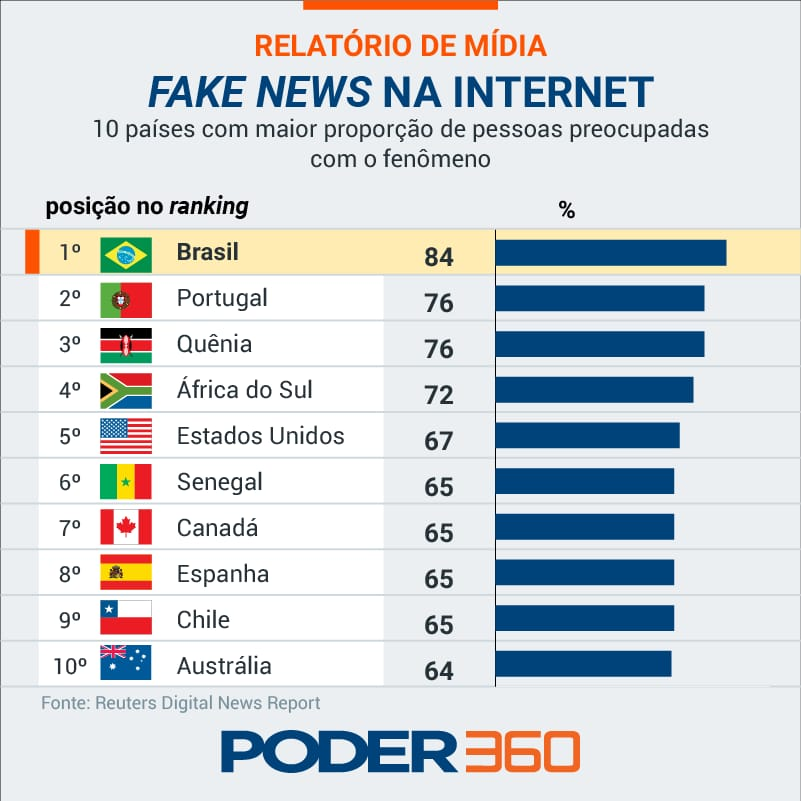 RELATÓRIO DE MÍDIA
FAKE NEWS NA INTERNET
10 países com maior proporção de pessoas preocupadas
com o fenômeno
posição no ranking %
1º Brasil 84
2º Portugal 76
3º Quênia 76
4º África do Sul 72
5º Estados Unidos 67
6º Senegal 65
7º Canadá 65
8º Espanha 65
9º Chile 65
10º Austrália 64
Fonte: Reuters Digital News Report
PODER360